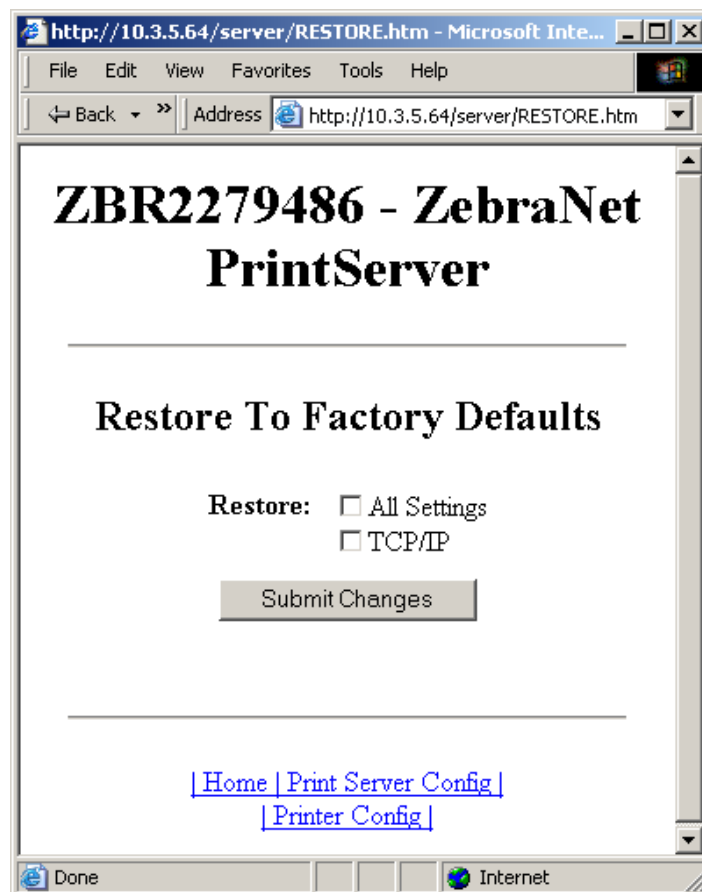 http://10.3.5.64/server/RESTORE.htm - Microsoft Inte...
File Edit View Favorites Tools Help
Back » Address http://10.3.5.64/server/RESTORE.htm
ZBR2279486 - ZebraNet
PrintServer
Restore To Factory Defaults
Restore: All Settings
TCP/IP
Submit Changes
| Home | Print Server Config |
| Printer Config |
Done Internet